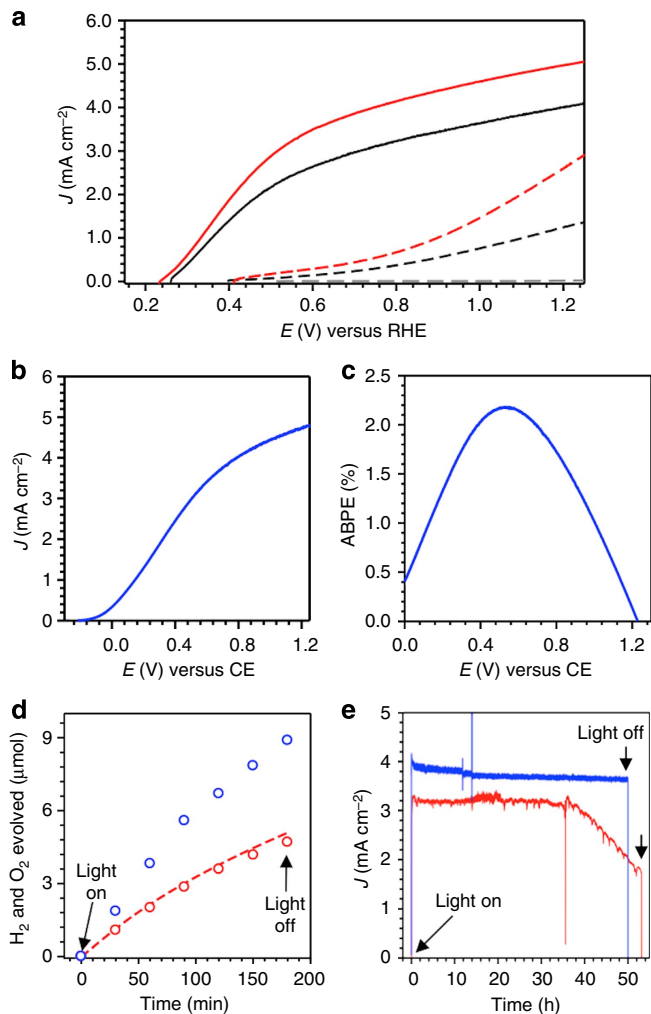 a
6.0
5.0
4.0
3.0
2.0
1.0
0.0
J (mA cm⁻²)
0.2 0.4 0.6 0.8 1.0 1.2
E (V) versus RHE
b
6
5
4
3
2
1
0
J (mA cm⁻²)
0.0 0.4 0.8 1.2
E (V) versus CE
c
2.5
2.0
1.5
1.0
0.5
0.0
ABPE (%)
0.0 0.4 0.8 1.2
E (V) versus CE
d
9
6
3
0
H₂ and O₂ evolved (μmol)
Light
on
Light
off
0 50 100 150 200
Time (min)
e
5
4
3
2
1
0
J (mA cm⁻²)
Light off
Light on
0 10 20 30 40 50
Time (h)